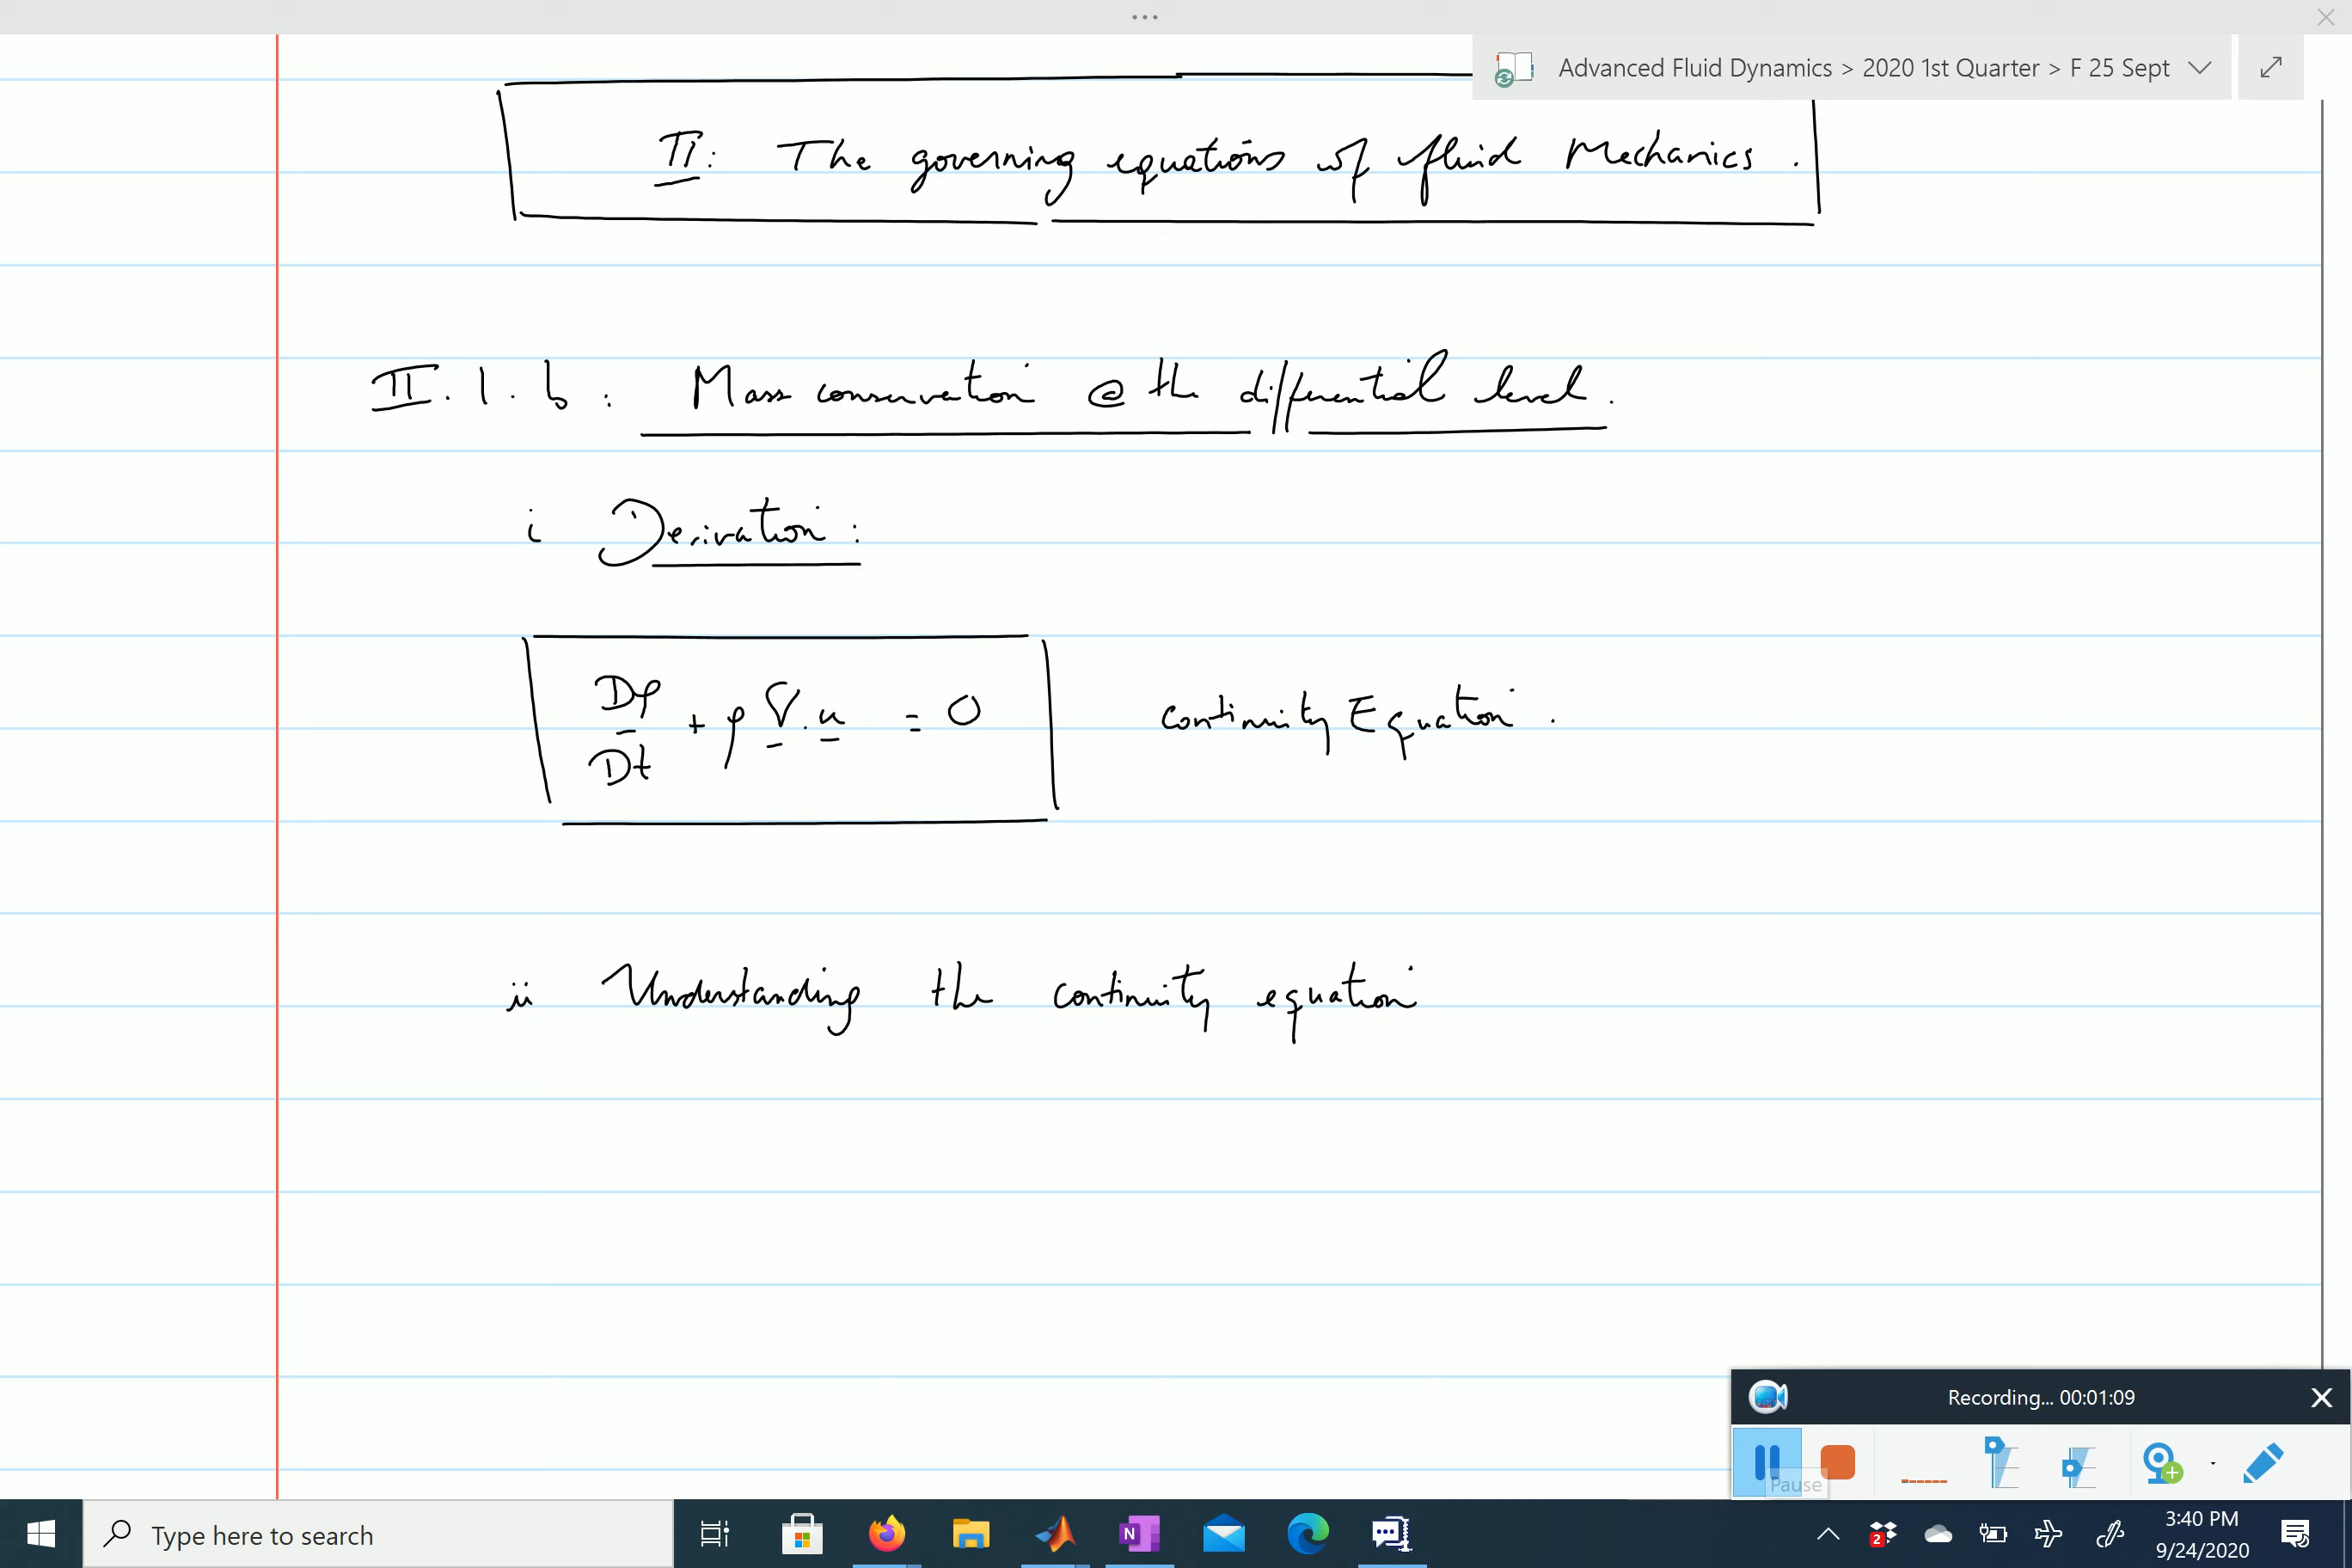 Advanced Fluid Dynamics > 2020 1st Quarter > F 25 Sept
II: The governing equations of fluid Mechanics.
II.1.b: Mass conservation @ the differential level.
i Derivation:
Dρ/Dt + ρ ∇.u = 0 continuity Equation.
ii Understanding the continuity equation
Recording... 00:01:09
Pause
Type here to search
N
2
3:40 PM
9/24/2020